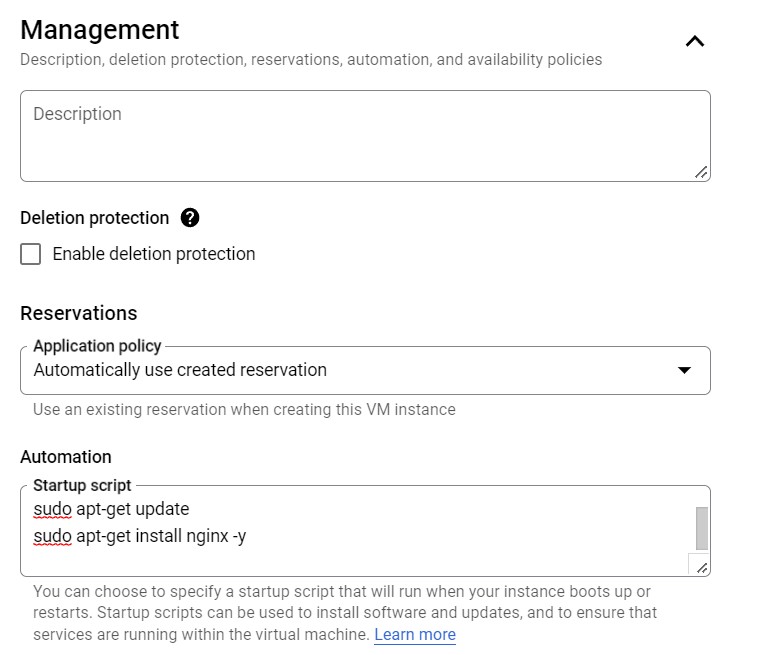 Management
Description, deletion protection, reservations, automation, and availability policies
Description
Deletion protection ?
Enable deletion protection
Reservations
Application policy
Automatically use created reservation
Use an existing reservation when creating this VM instance
Automation
Startup script
sudo apt-get update
sudo apt-get install nginx -y
You can choose to specify a startup script that will run when your instance boots up or
restarts. Startup scripts can be used to install software and updates, and to ensure that
services are running within the virtual machine. Learn more